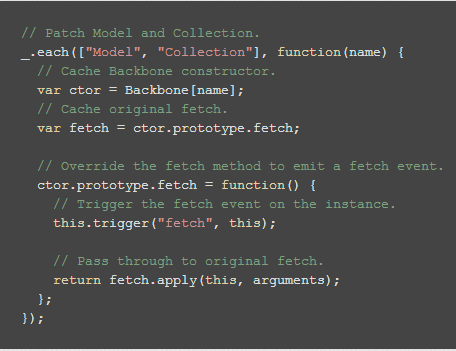 // Patch Model and Collection.
_.each(["Model", "Collection"], function(name) {
  // Cache Backbone constructor.
  var ctor = Backbone[name];
  // Cache original fetch.
  var fetch = ctor.prototype.fetch;

  // Override the fetch method to emit a fetch event.
  ctor.prototype.fetch = function() {
    // Trigger the fetch event on the instance.
    this.trigger("fetch", this);

    // Pass through to original fetch.
    return fetch.apply(this, arguments);
  };
});